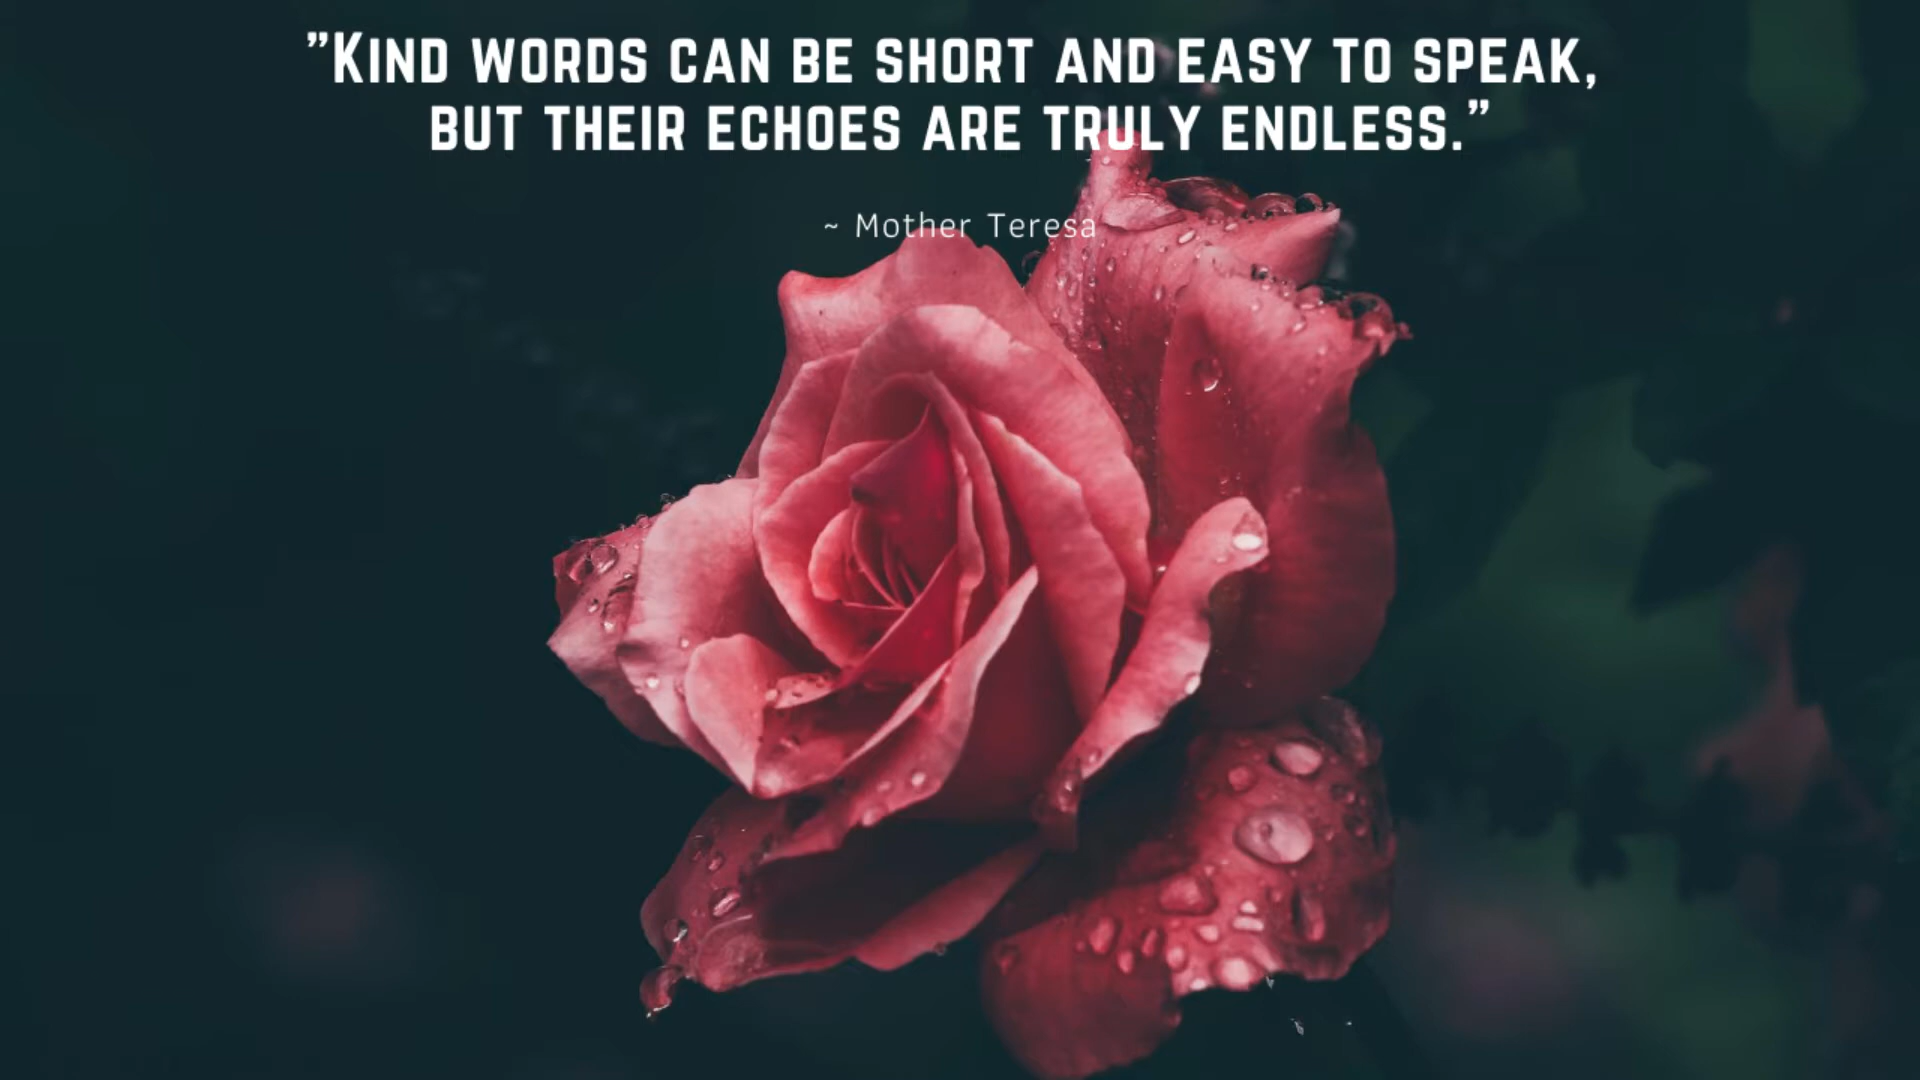 "Kind words can be short and easy to speak,
but their echoes are truly endless."
~ Mother Teresa